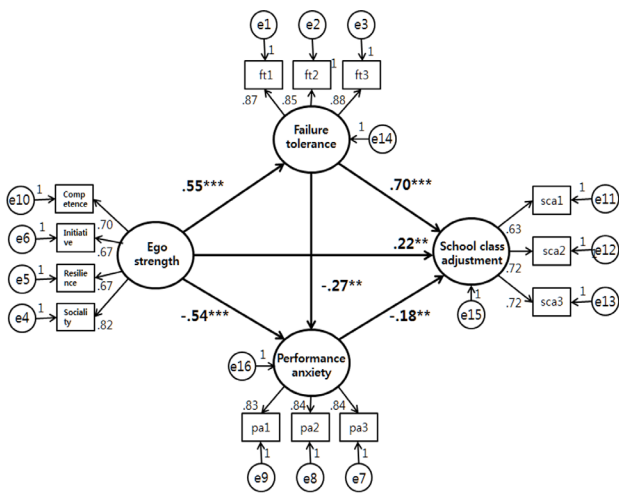 e1
e2
e3
1
1
1
ft1
ft2
ft3
.87
.85
.88
Failure
tolerance
1
e14
.55***
.70***
e10
1
Comp
etence
.70
e6
1
Initiati
ve
.67
e5
1
Resilie
nce
.67
e4
1
Sociali
ty
.82
Ego
strength
.22**
School class
adjustment
sca1
1
e11
.63
sca2
1
e12
.72
sca3
1
e13
.72
1
e15
-.27**
-.54***
-.18**
e16
1
Performance
anxiety
.83
.84
.84
pa1
pa2
pa3
1
1
1
e9
e8
e7